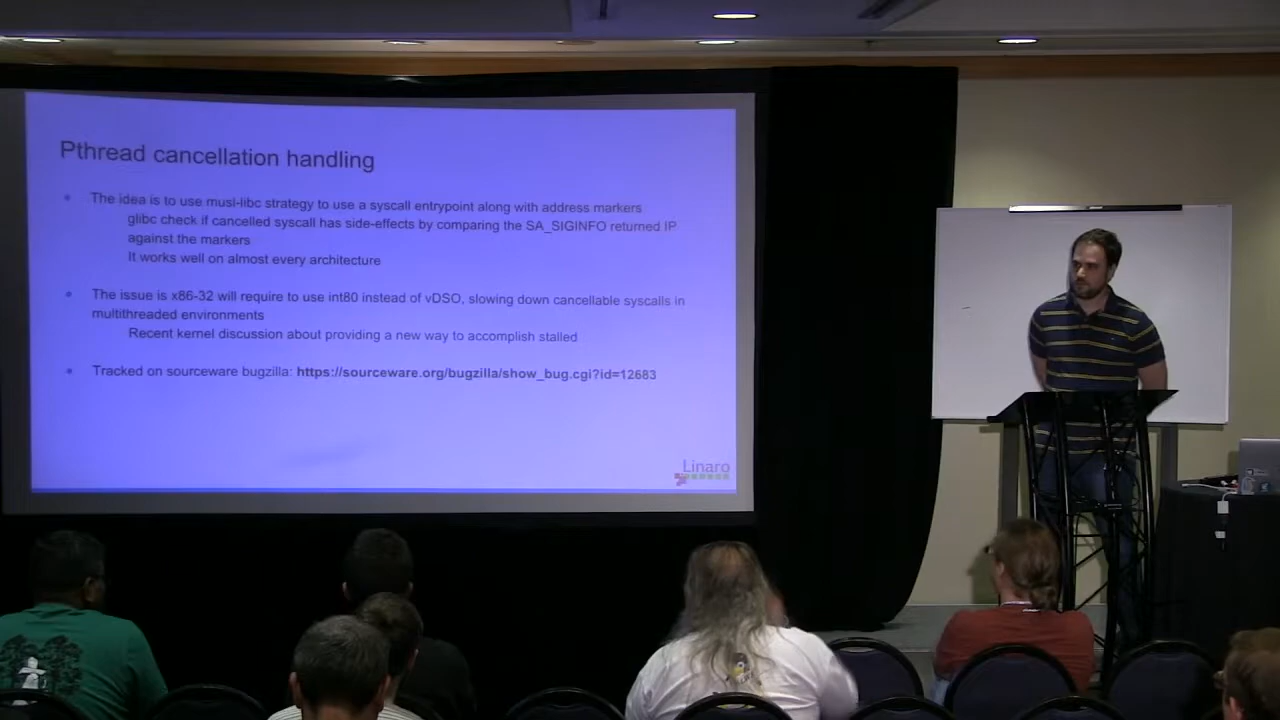 Pthread cancellation handling
The idea is to use musl-libc strategy to use a syscall entrypoint along with address markers
glibc check if cancelled syscall has side-effects by comparing the SA_SIGINFO returned IP
against the markers
It works well on almost every architecture
The issue is x86-32 will require to use int80 instead of vDSO, slowing down cancellable syscalls in
multithreaded environments
Recent kernel discussion about providing a new way to accomplish stalled
Tracked on sourceware bugzilla: https://sourceware.org/bugzilla/show_bug.cgi?id=12683
Linaro